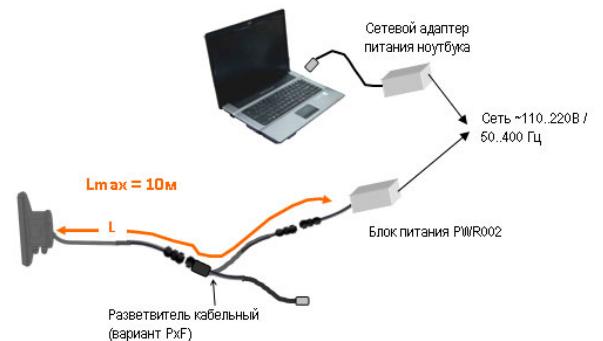 Сетевой адаптер
питания ноутбука
Сеть ~110..220В /
50..400 Гц
Lmax = 10м
L
Блок питания PWR002
Разветвитель кабельный
(вариант PxF)